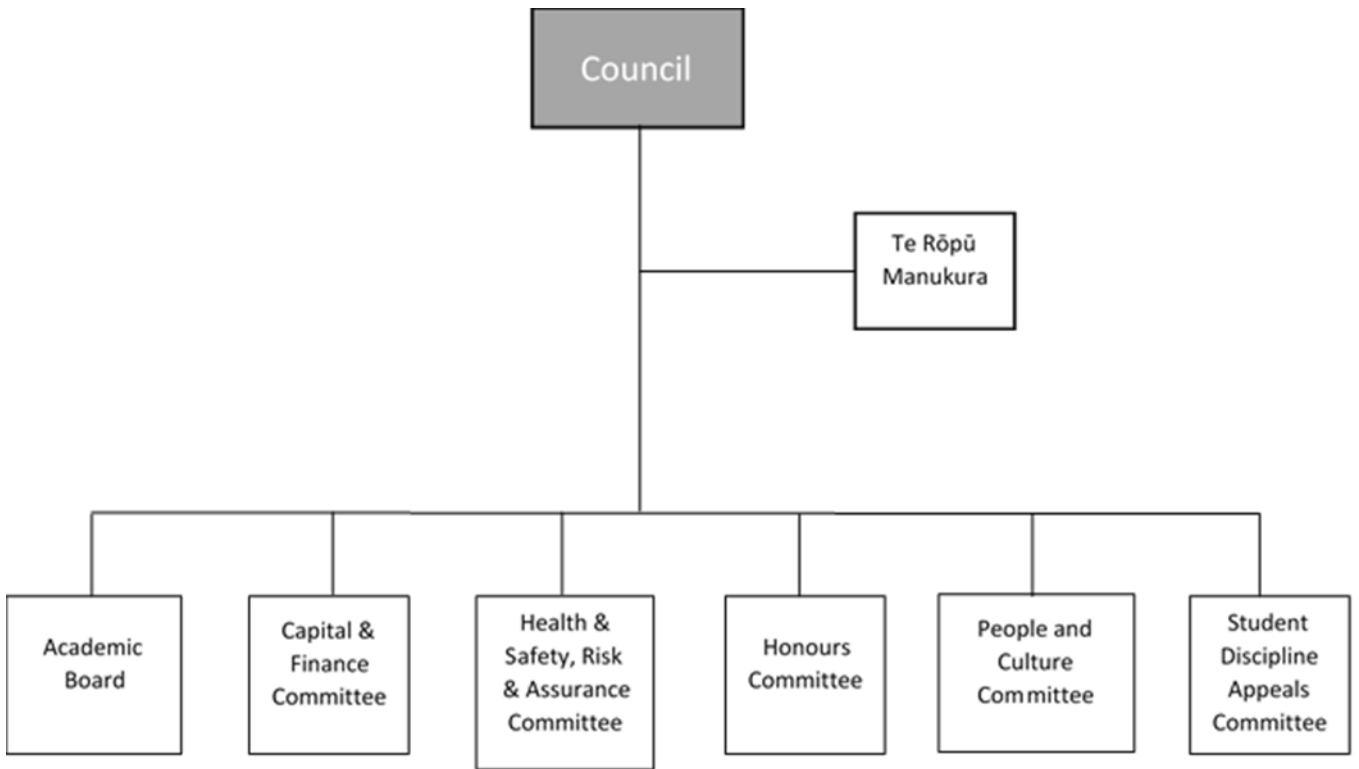 Council
Te Rōpū
Manukura
Academic
Board
Capital &
Finance
Committee
Health &
Safety, Risk
& Assurance
Committee
Honours
Committee
People and
Culture
Committee
Student
Discipline
Appeals
Committee